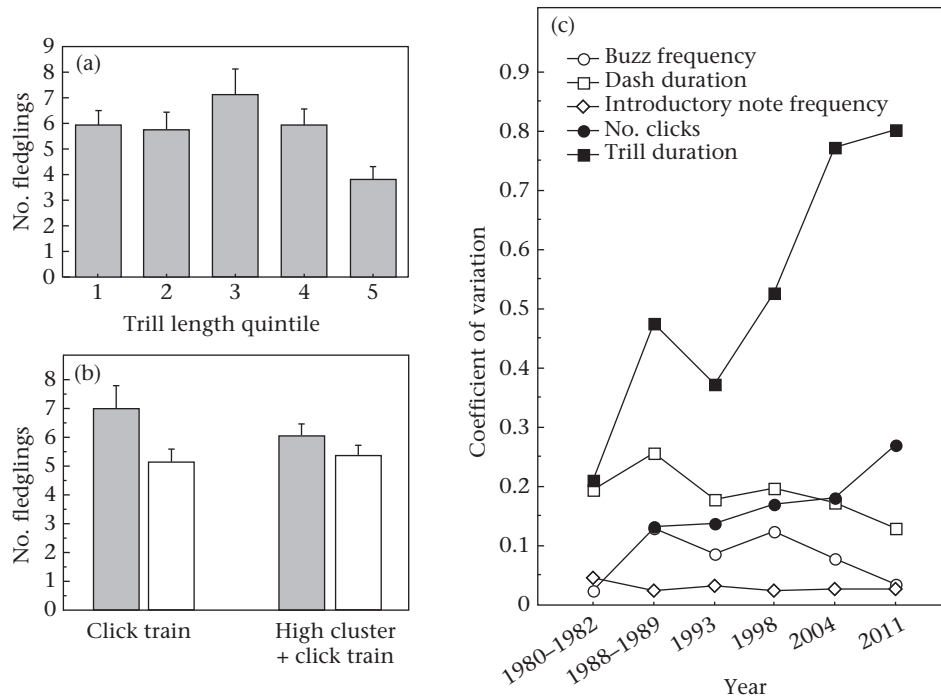 (a)
9
8
7
6
5
4
3
2
1
0
No. fledglings
1 2 3 4 5
Trill length quintile
(b)
8
7
6
5
4
3
2
1
0
No. fledglings
Click train
High cluster
+ click train
(c)
Buzz frequency
Dash duration
Introductory note frequency
No. clicks
Trill duration
0.9
0.8
0.7
0.6
0.5
0.4
0.3
0.2
0.1
0
Coefficient of variation
1980–1982 1988–1989 1993 1998 2004 2011
Year